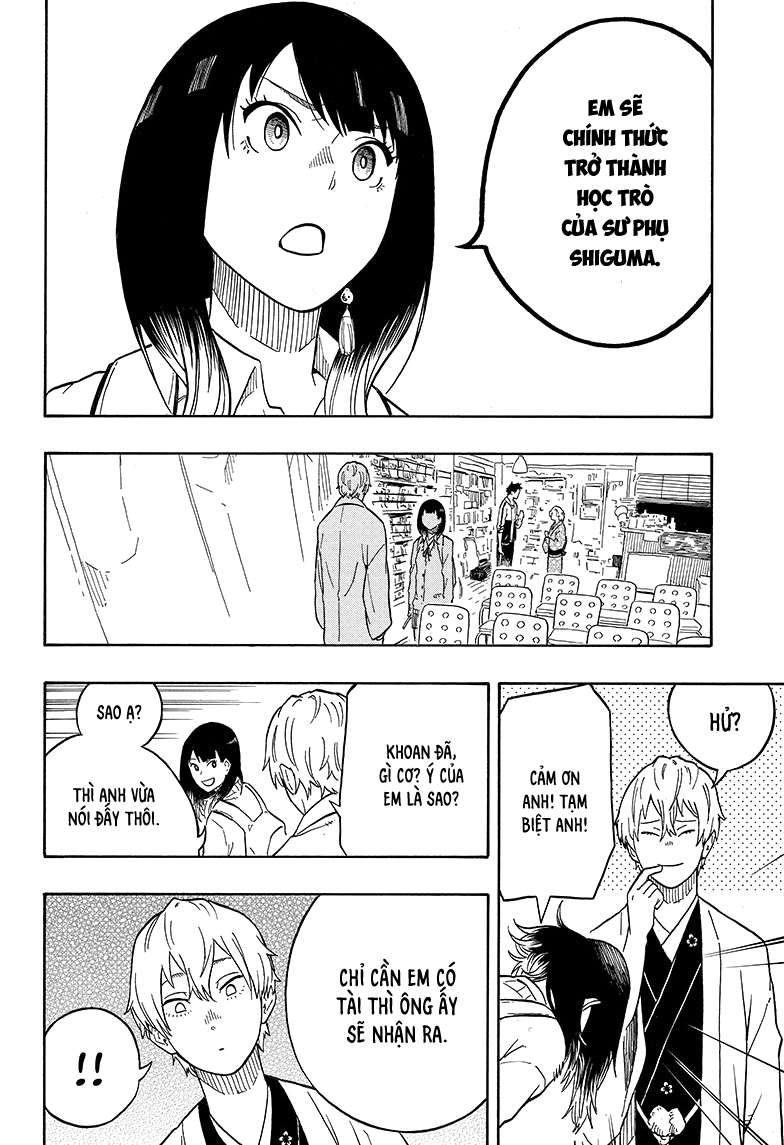 EM SẼ
CHÍNH THỨC
TRỞ THÀNH
HỌC TRÒ
CỦA SƯ PHỤ
SHIGUMA.
HỬ?
CẢM ƠN
ANH! TẠM
BIỆT ANH!
KHOAN ĐÃ,
GÌ CƠ? Ý CỦA
EM LÀ SAO?
SAO Ạ?
THÌ ANH VỪA
NÓI ĐẤY THÔI.
CHỈ CẦN EM CÓ
TÀI THÌ ÔNG ẤY
SẼ NHẬN RA.
!!